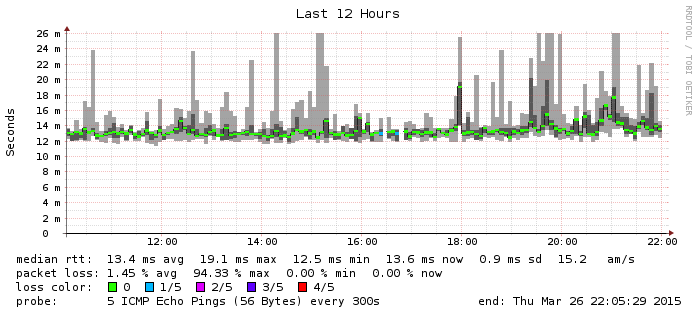 Last 12 Hours
RRDTOOL / TOBI OETIKER
Seconds
26 m
24 m
22 m
20 m
18 m
16 m
14 m
12 m
10 m
8 m
6 m
4 m
2 m
0
12:00 14:00 16:00 18:00 20:00 22:00
median rtt: 13.4 ms avg 19.1 ms max 12.5 ms min 13.6 ms now 0.9 ms sd 15.2 am/s
packet loss: 1.45 % avg 94.33 % max 0.00 % min 0.00 % now
loss color: 0 1/5 2/5 3/5 4/5
probe: 5 ICMP Echo Pings (56 Bytes) every 300s end: Thu Mar 26 22:05:29 2015